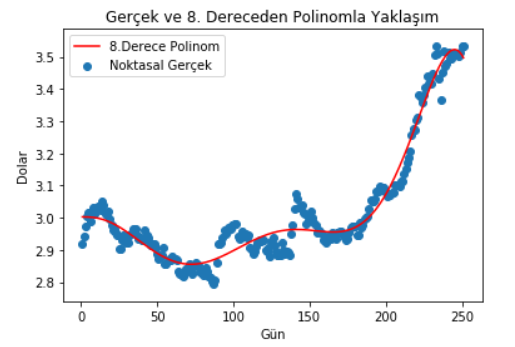 Gerçek ve 8. Dereceden Polinomla Yaklaşım
8.Derece Polinom
Noktasal Gerçek
3.5
3.4
3.3
3.2
3.1
3.0
2.9
2.8
Dolar
0 50 100 150 200 250
Gün